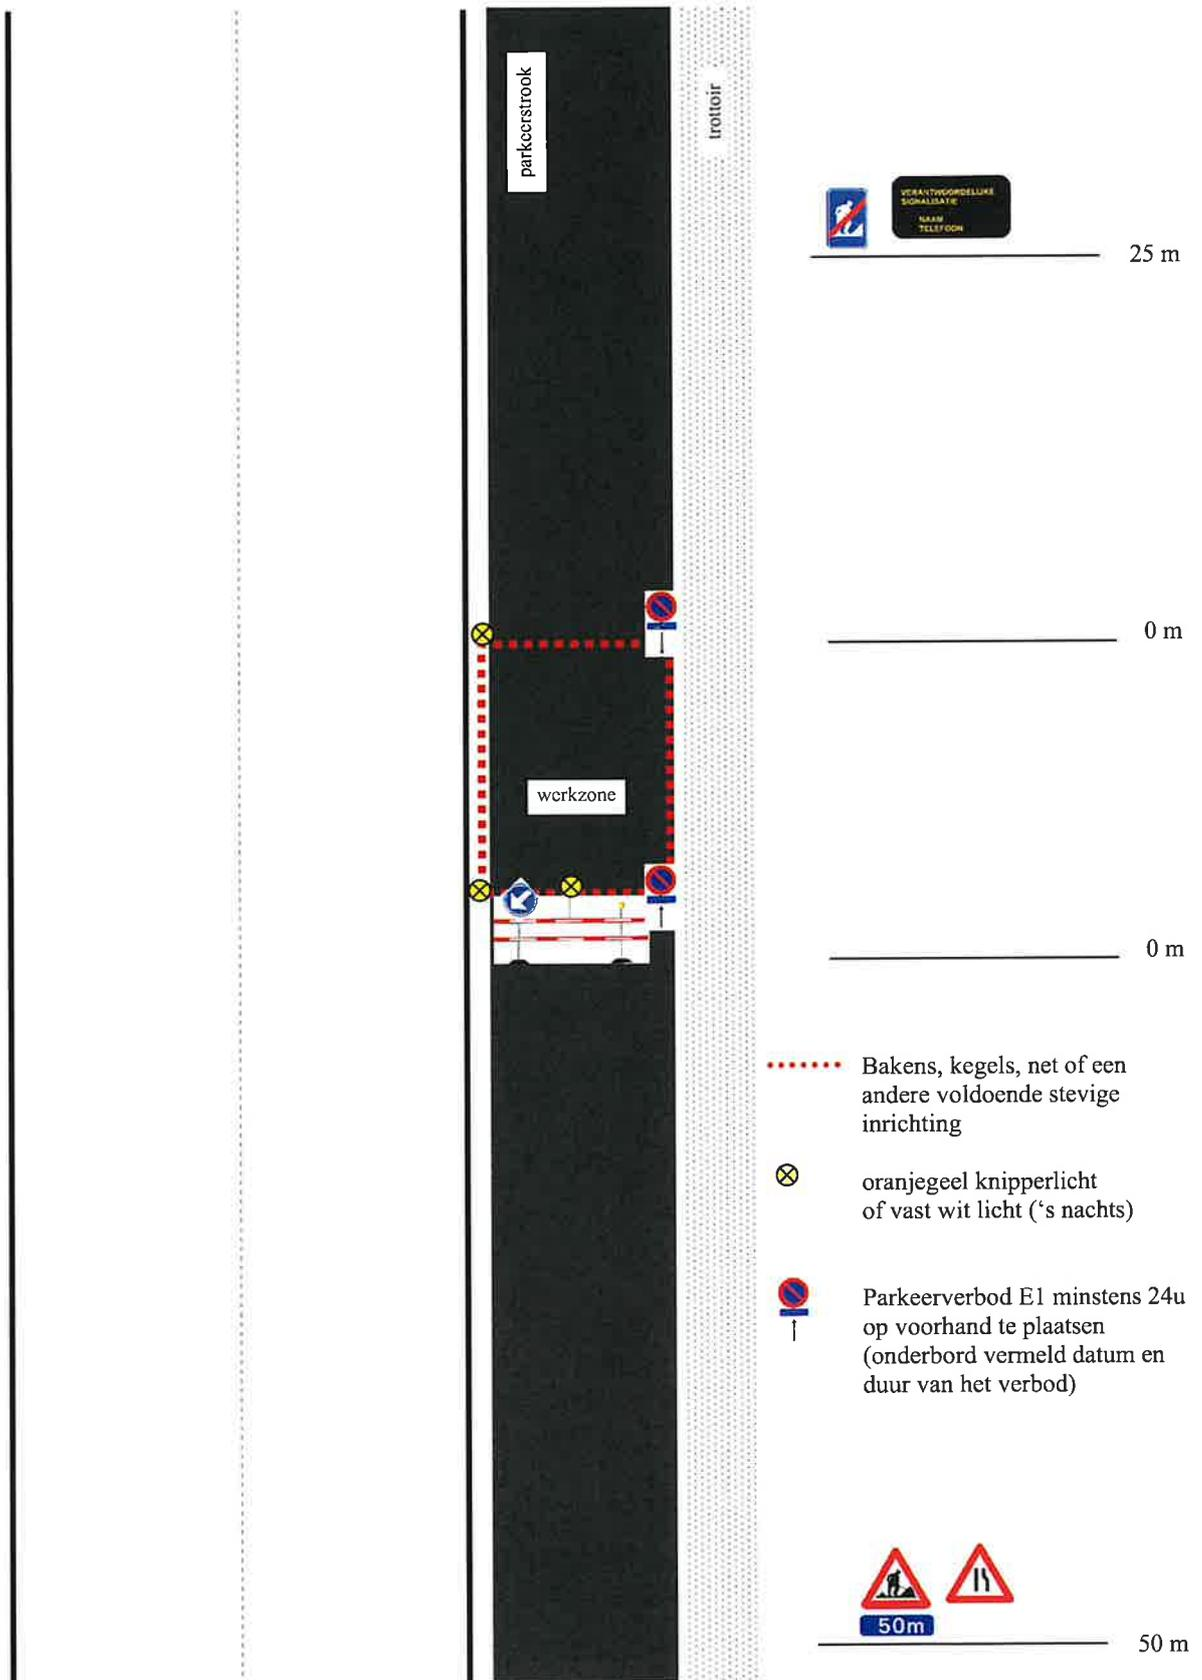 parkeerstrook
trottoir
VERANTWOORDELIJKE
SIGNALISATIE
NAAM
TELEFOON
25 m
0 m
werkzone
0 m
Bakens, kegels, net of een
andere voldoende stevige
inrichting
oranjegeel knipperlicht
of vast wit licht (‘s nachts)
Parkeerverbod E1 minstens 24u
op voorhand te plaatsen
(onderbord vermeld datum en
duur van het verbod)
50m
50 m